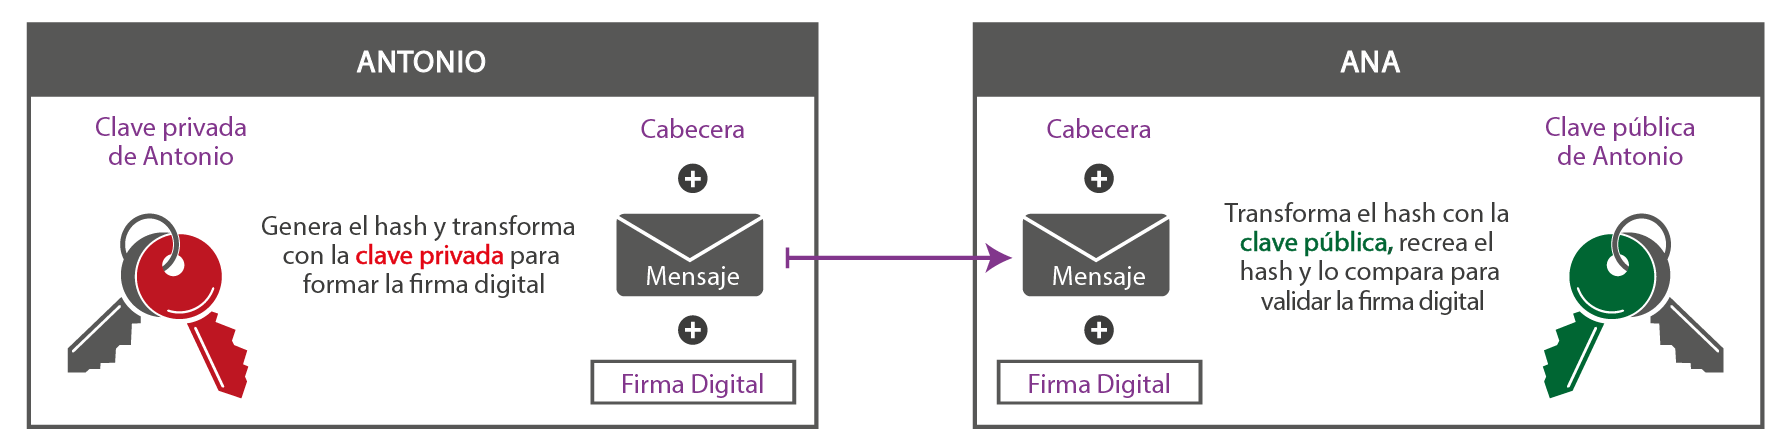 ANTONIO
Clave privada
de Antonio
Genera el hash y transforma
con la clave privada para
formar la firma digital
Cabecera
Mensaje
Firma Digital
ANA
Cabecera
Mensaje
Firma Digital
Transforma el hash con la
clave pública, recrea el
hash y lo compara para
validar la firma digital
Clave pública
de Antonio